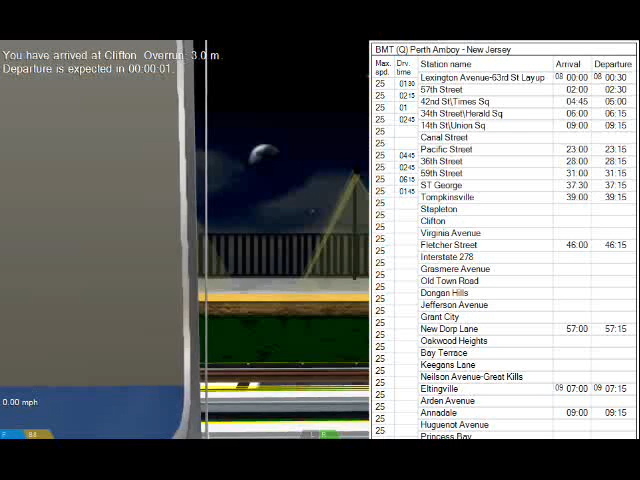 You have arrived at Clifton Overrun: 3.0 m.
Departure is expected in 00:00:01.
BMT (Q) Perth Amboy - New Jersey
Max. spd. Drv. time Station name Arrival Departure
25 Lexington Avenue-63rd St Layup 08 00:00 08 00:30
25 01 30 57th Street 02:00 02:30
25 02 15 42nd St\Times Sq 04:45 05:00
25 01 34th Street\Herald Sq 06:00 06:15
25 02 45 14th St\Union Sq 09:00 09:15
25 Canal Street
25 Pacific Street 23:00 23:15
25 04 45 36th Street 28:00 28:15
25 02 45 59th Street 31:00 31:15
25 06 15 ST George 37:30 37:15
25 01 45 Tompkinsville 39:00 39:15
25 Stapleton
25 Clifton
25 Virginia Avenue
25 Fletcher Street 46:00 46:15
25 Interstate 278
25 Grasmere Avenue
25 Old Town Road
25 Dongan Hills
25 Jefferson Avenue
25 Grant City
25 New Dorp Lane 57:00 57:15
25 Oakwood Heights
25 Bay Terrace
25 Keegans Lane
25 Neilson Avenue-Great Kills
25 Eltingville 09 07:00 09 07:15
25 Arden Avenue
25 Annadale 09:00 09:15
25 Huguenot Avenue
Princess Bay
0.00 mph